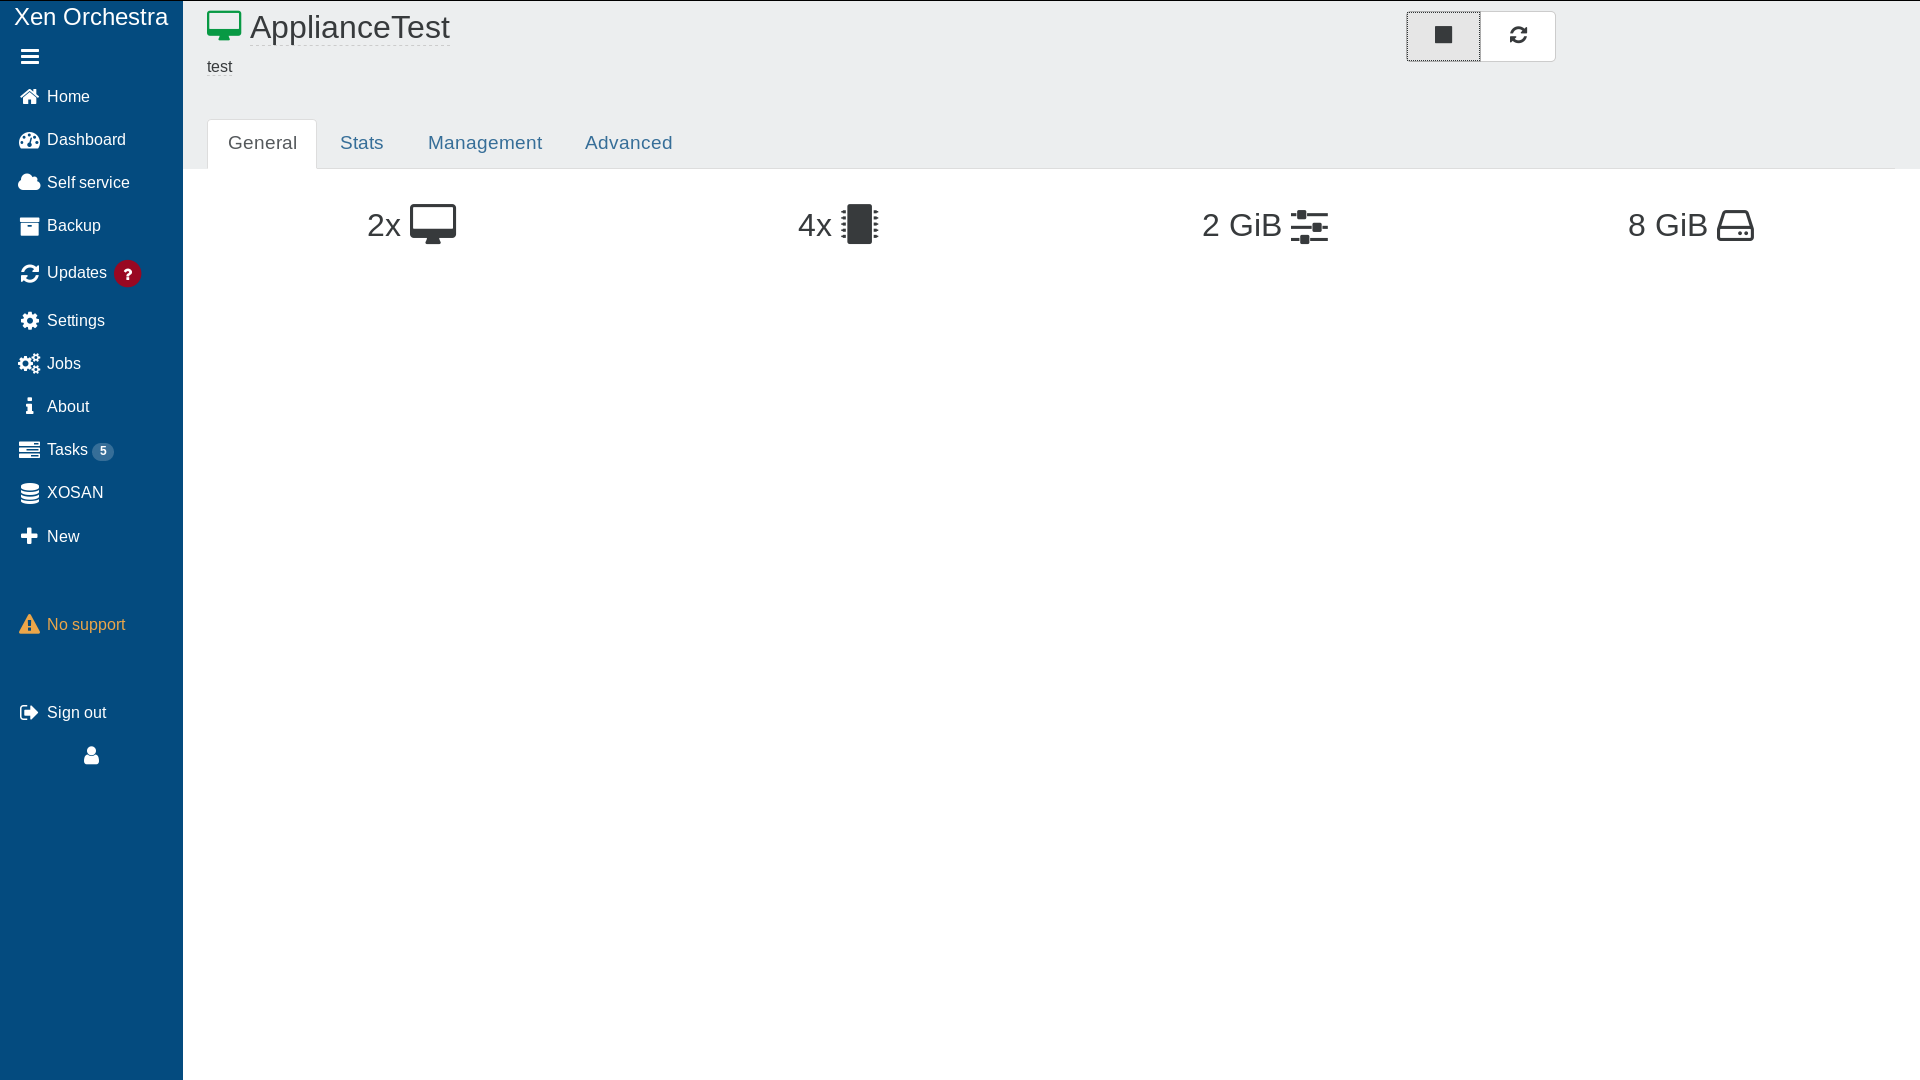 Xen Orchestra
Home
Dashboard
Self service
Backup
Updates ?
Settings
Jobs
About
Tasks 5
XOSAN
New
No support
Sign out
ApplianceTest
test
General Stats Management Advanced
2x 4x 2 GiB 8 GiB